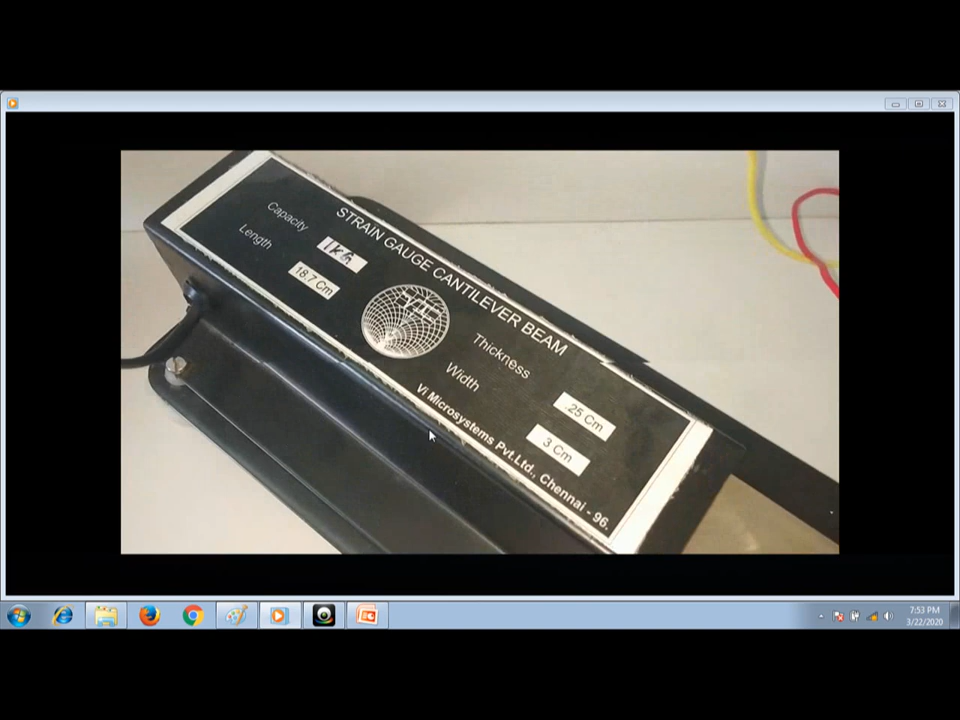 STRAIN GAUGE CANTILEVER BEAM
Capacity 1KG
Length 18.7 Cm
Thickness .25 Cm
Width 3 Cm
Vi Microsystems Pvt.Ltd., Chennai - 96.
7:53 PM
3/22/2020